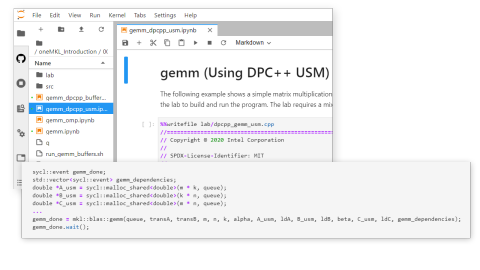 File Edit View Run Kernel Tabs Settings Help
gemm_dpcpp_usm.ipynb
Markdown
/ oneMKL_Introduction / (X
Name
lab
src
gemm_dpcpp_buffer...
gemm_dpcpp_usm.ip...
gemm_omp.ipynb
gemm.ipynb
q
run_gemm_buffers.sh
gemm (Using DPC++ USM)
The following example shows a simple matrix multiplication
the lab to build and run the program. The lab requires a mi
[ ]: %%writefile lab/dpcpp_gemm_usm.cpp
// Copyright © 2020 Intel Corporation
//
// SPDX-License-Identifier: MIT
sycl::event gemm_done;
std::vector<sycl::event> gemm_dependencies;
double *A_usm = sycl::malloc_shared<double>(m * k, queue);
double *B_usm = sycl::malloc_shared<double>(k * n, queue);
double *C_usm = sycl::malloc_shared<double>(m * n, queue);
...
gemm_done = mkl::blas::gemm(queue, transA, transB, m, n, k, alpha, A_usm, ldA, B_usm, ldB, beta, C_usm, ldC, gemm_dependencies);
gemm_done.wait();